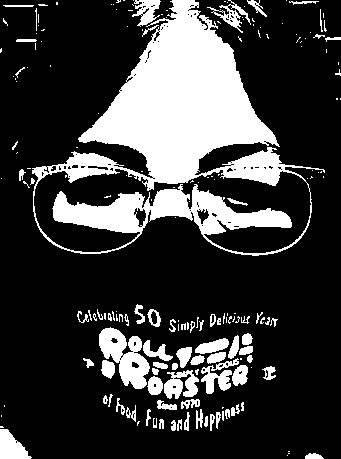 Celebrating 50 Simply Delicious Years
ROLL
"SIMPLY DELICIOUS"
ROASTER
Since 1970
of Food, Fun and Happiness